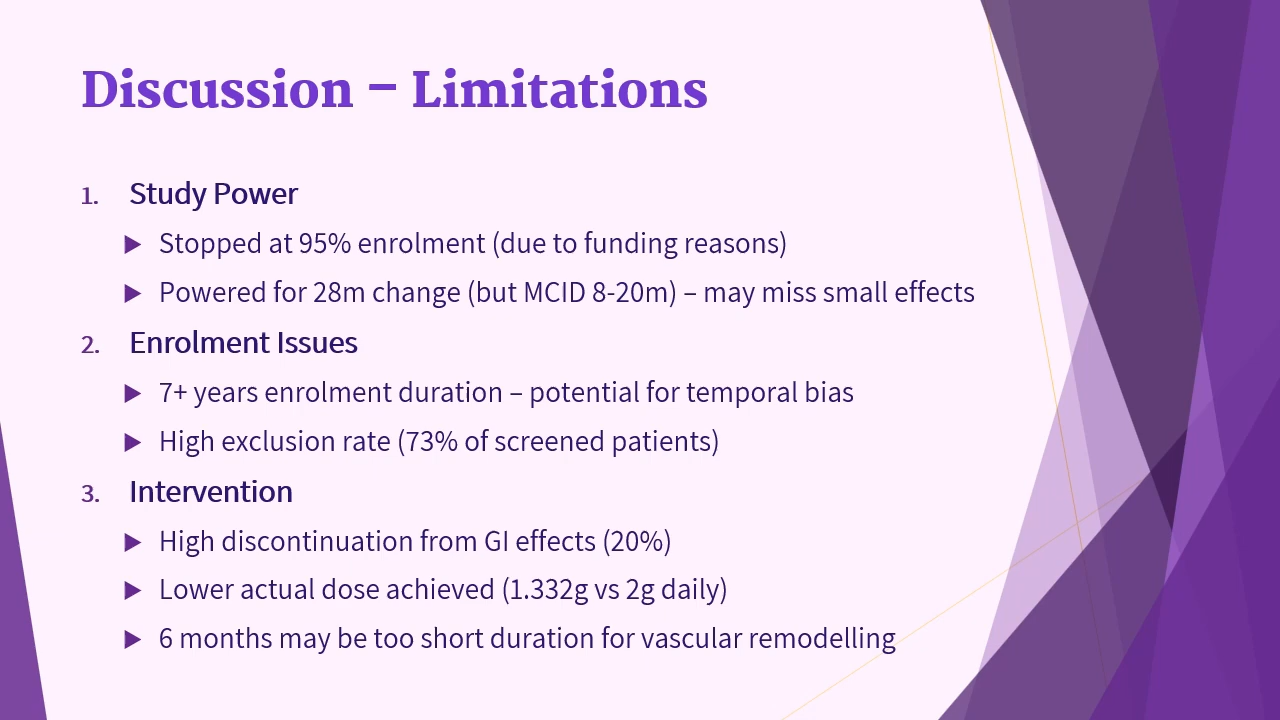 Discussion – Limitations
1. Study Power
▶ Stopped at 95% enrolment (due to funding reasons)
▶ Powered for 28m change (but MCID 8-20m) – may miss small effects
2. Enrolment Issues
▶ 7+ years enrolment duration – potential for temporal bias
▶ High exclusion rate (73% of screened patients)
3. Intervention
▶ High discontinuation from GI effects (20%)
▶ Lower actual dose achieved (1.332g vs 2g daily)
▶ 6 months may be too short duration for vascular remodelling